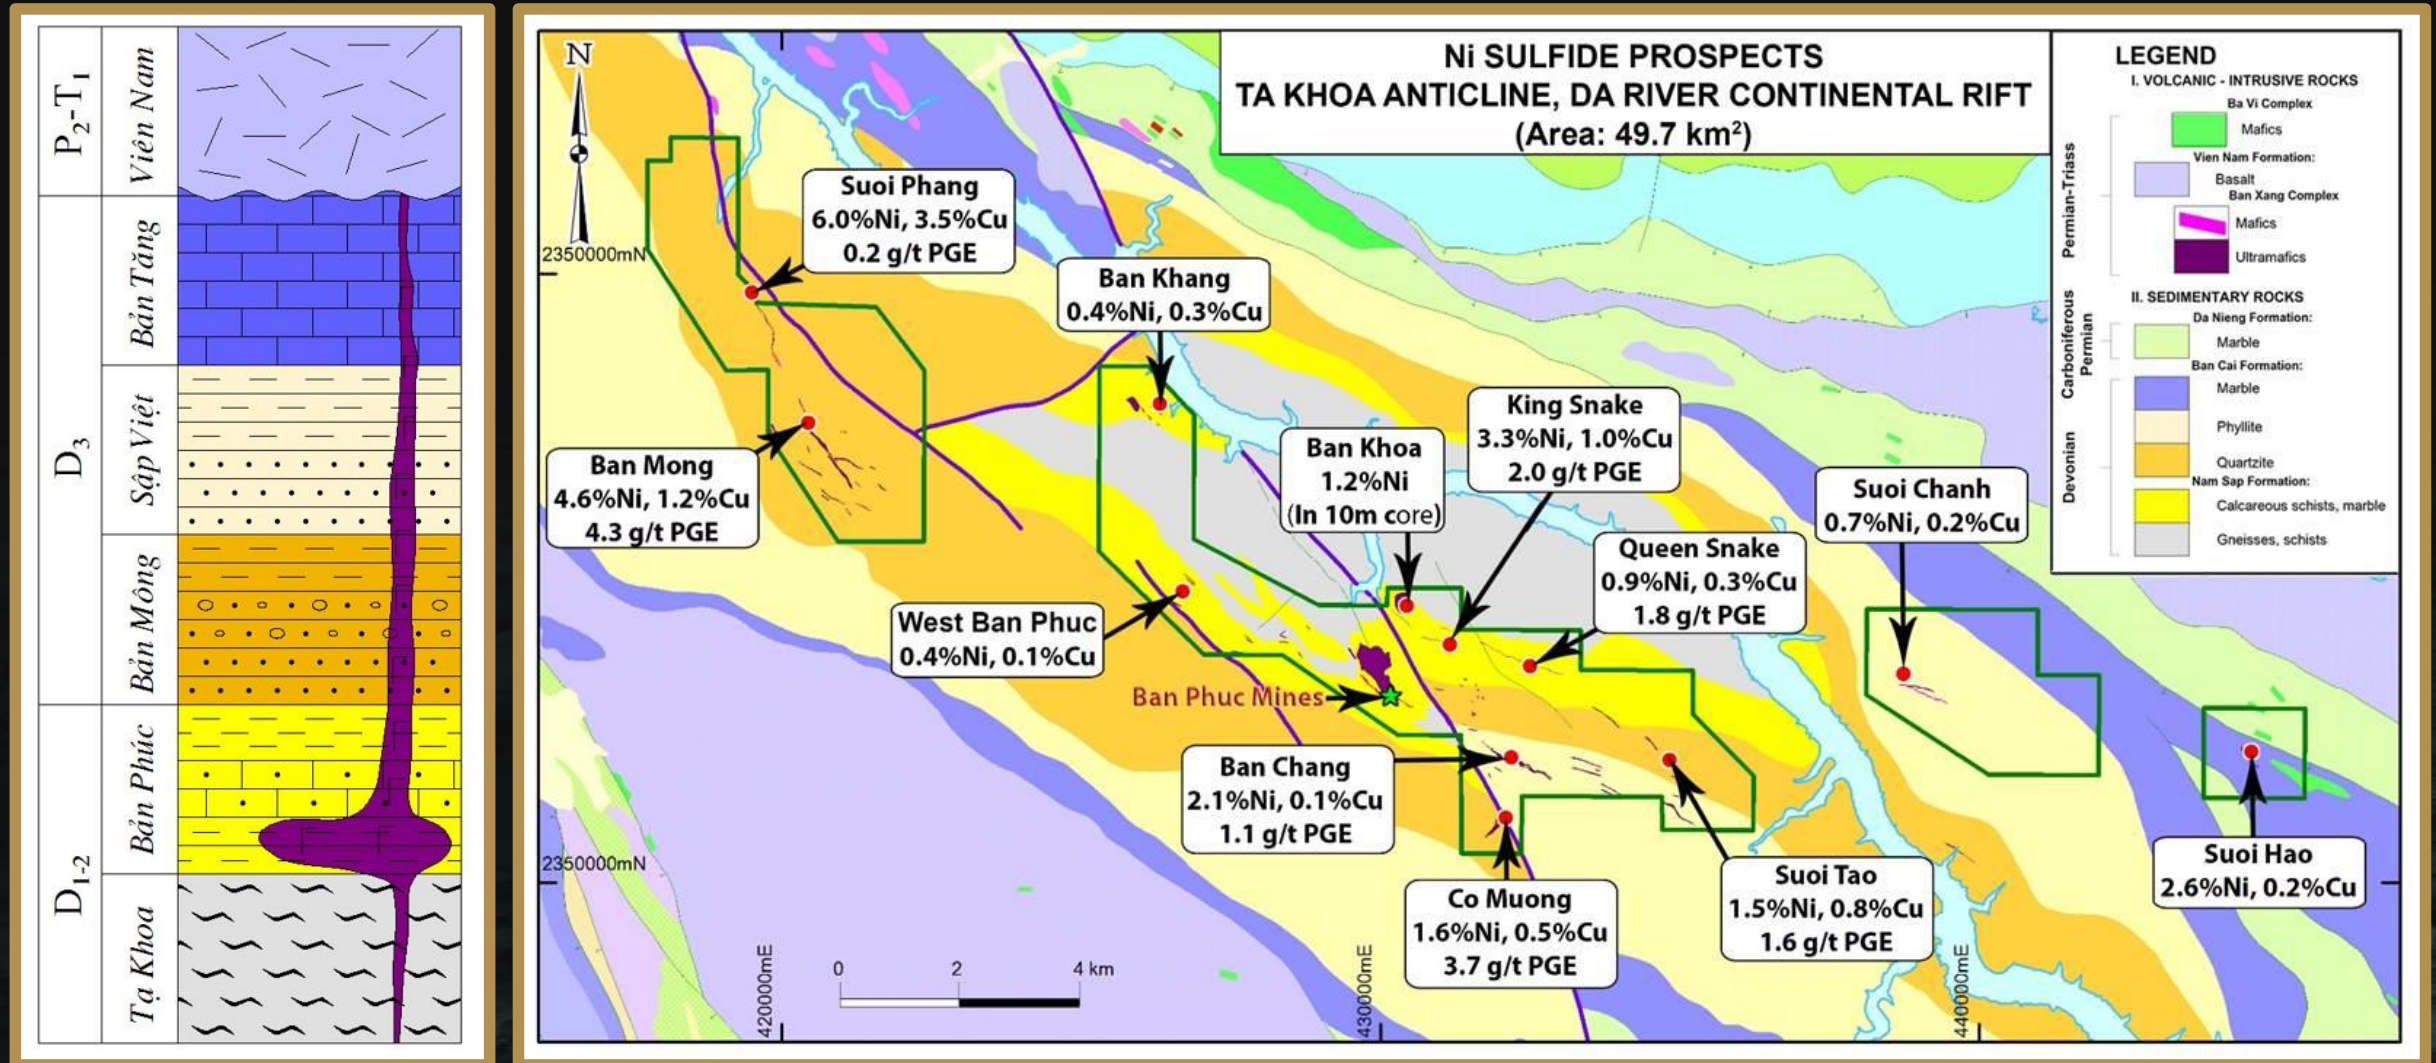 P2-T1
Viên Nam
D3
Bản Tăng
Sập Việt
Bản Mông
D1-2
Bản Phúc
Tạ Khoa
Ni SULFIDE PROSPECTS
TA KHOA ANTICLINE, DA RIVER CONTINENTAL RIFT
(Area: 49.7 km²)
N
2350000mN
Suoi Phang
6.0%Ni, 3.5%Cu
0.2 g/t PGE
Ban Khang
0.4%Ni, 0.3%Cu
Ban Mong
4.6%Ni, 1.2%Cu
4.3 g/t PGE
Ban Khoa
1.2%Ni
(In 10m core)
King Snake
3.3%Ni, 1.0%Cu
2.0 g/t PGE
Queen Snake
0.9%Ni, 0.3%Cu
1.8 g/t PGE
Suoi Chanh
0.7%Ni, 0.2%Cu
West Ban Phuc
0.4%Ni, 0.1%Cu
Ban Phuc Mines
Ban Chang
2.1%Ni, 0.1%Cu
1.1 g/t PGE
2350000mN
Co Muong
1.6%Ni, 0.5%Cu
3.7 g/t PGE
Suoi Tao
1.5%Ni, 0.8%Cu
1.6 g/t PGE
Suoi Hao
2.6%Ni, 0.2%Cu
0 2 4 km
420000mE
430000mE
440000mE
LEGEND
I. VOLCANIC - INTRUSIVE ROCKS
Permian-Triass
Ba Vi Complex
Mafics
Vien Nam Formation:
Basalt
Ban Xang Complex
Mafics
Ultramafics
II. SEDIMENTARY ROCKS
Carboniferous
Permian
Da Nieng Formation:
Marble
Ban Cai Formation:
Devonian
Marble
Phyllite
Quartzite
Nam Sap Formation:
Calcareous schists, marble
Gneisses, schists